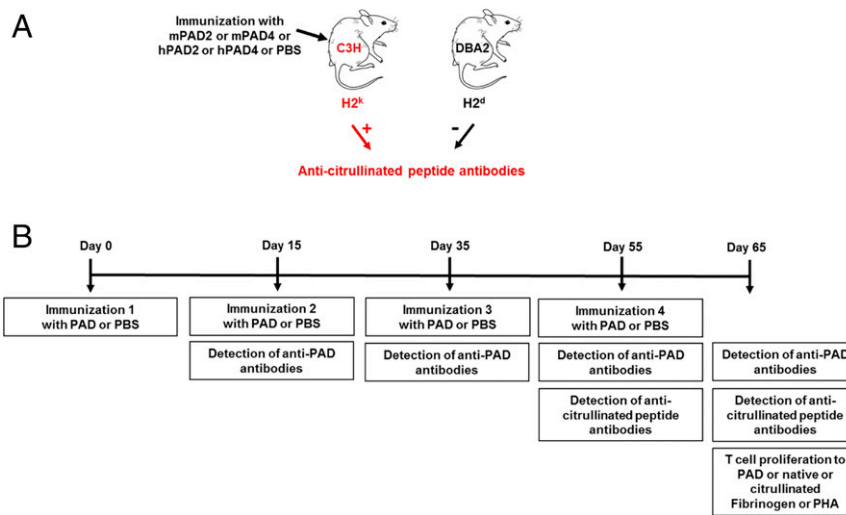 A
Immunization with
mPAD2 or mPAD4 or
hPAD2 or hPAD4 or PBS
C3H
DBA2
H2ᵏ
H2ᵈ
+
-
Anti-citrullinated peptide antibodies
B
Day 0
Day 15
Day 35
Day 55
Day 65
Immunization 1
with PAD or PBS
Immunization 2
with PAD or PBS
Immunization 3
with PAD or PBS
Immunization 4
with PAD or PBS
Detection of anti-PAD
antibodies
Detection of anti-PAD
antibodies
Detection of anti-PAD
antibodies
Detection of anti-PAD
antibodies
Detection of anti-
citrullinated peptide
antibodies
Detection of anti-
citrullinated peptide
antibodies
T cell proliferation to
PAD or native or
citrullinated
Fibrinogen or PHA